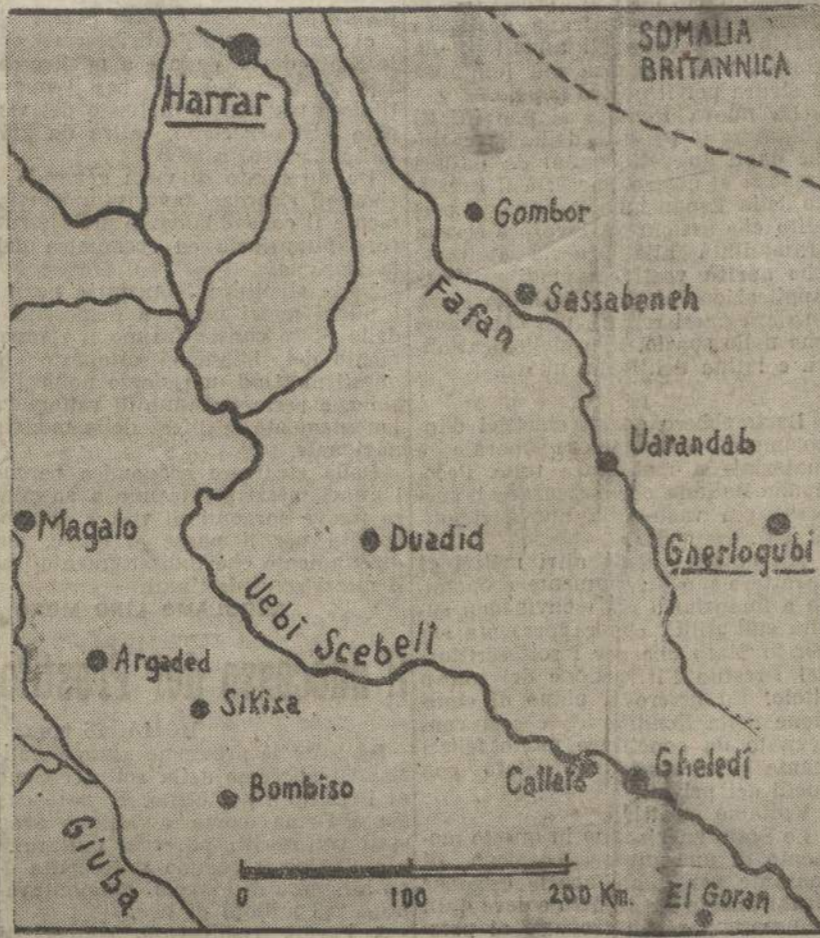 SOMALIA
BRITANNICA
Harrar
Gombor
Fafan
Sassabeneh
Uarandab
Magalo
Duadid
Gherlogubi
Uebi Scebeli
Argaded
Sikisa
Callafo
Gheledí
Bombiso
Giuba
0 100 200 Km.
El Goran